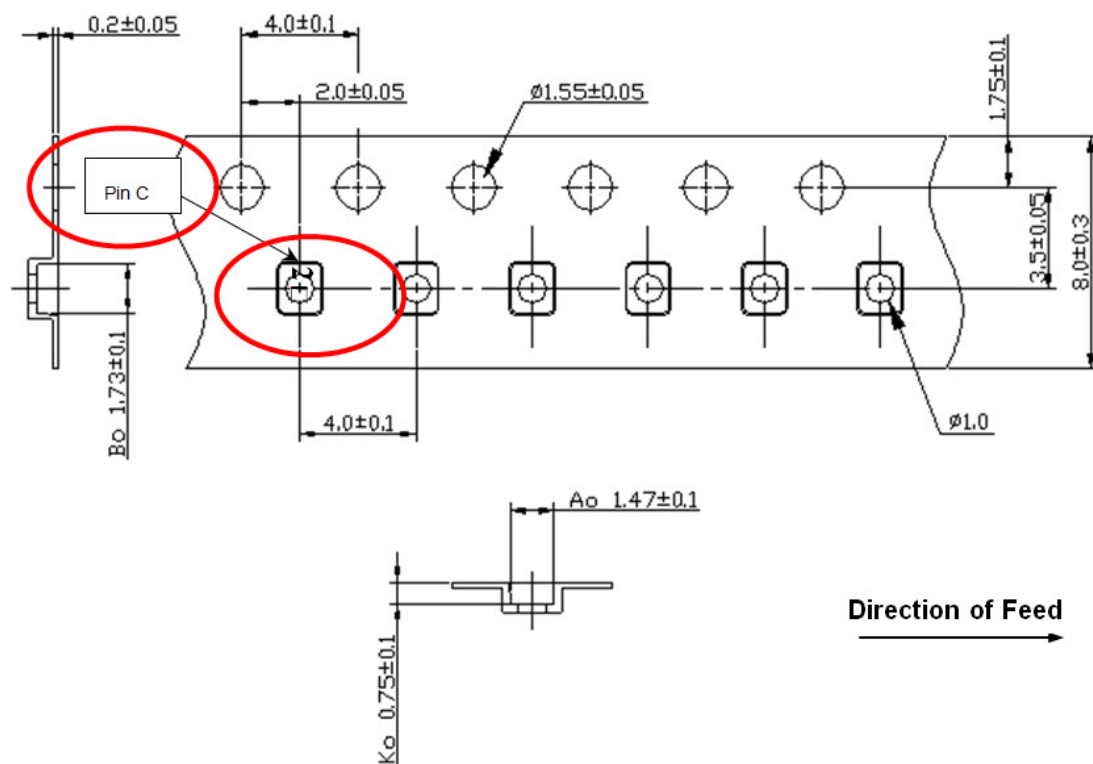 0.2±0.05
4.0±0.1
2.0±0.05
ø1.55±0.05
1.75±0.1
Pin C
2
3.5±0.05
8.0±0.3
Bo 1.73±0.1
4.0±0.1
ø1.0
Ao 1.47±0.1
Ko 0.75±0.1
Direction of Feed